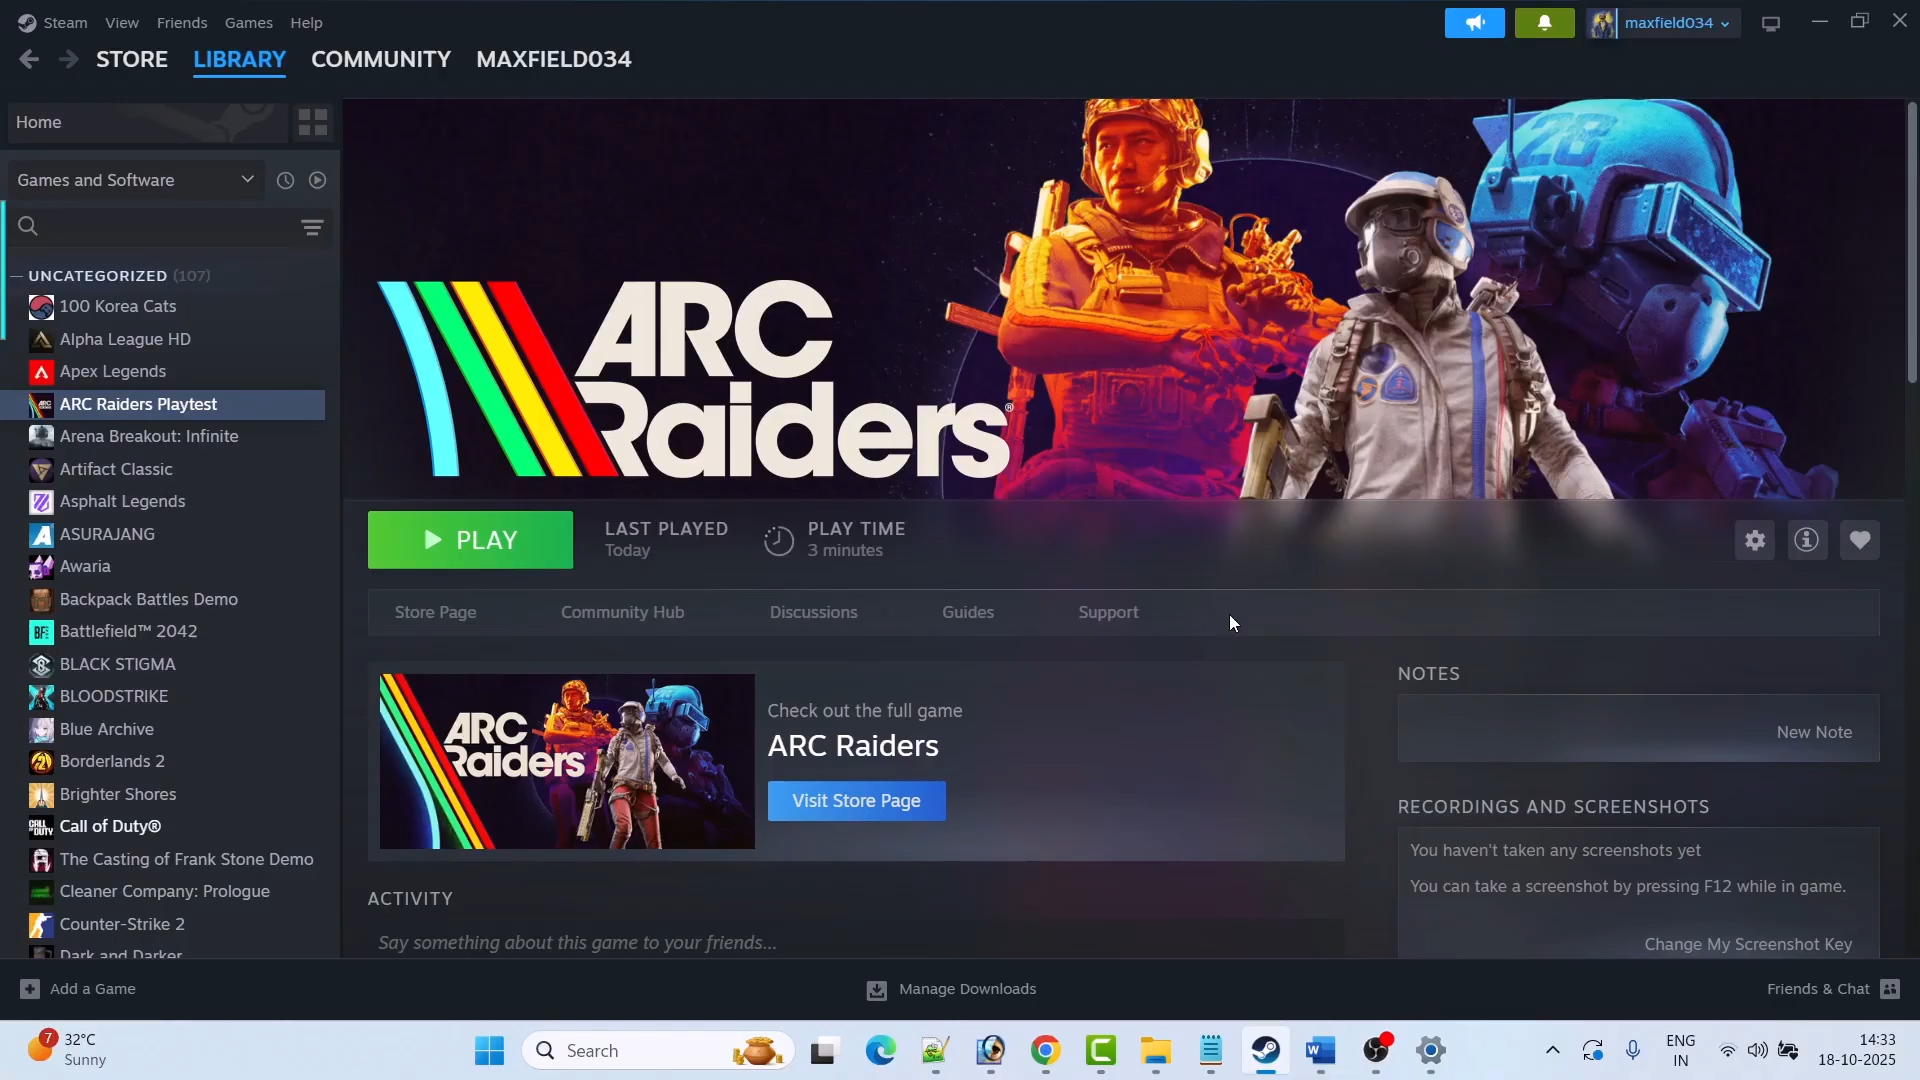 Steam View Friends Games Help
maxfield034
STORE LIBRARY COMMUNITY MAXFIELD034
Home
Games and Software
UNCATEGORIZED (107)
100 Korea Cats
Alpha League HD
Apex Legends
ARC Raiders Playtest
Arena Breakout: Infinite
Artifact Classic
Asphalt Legends
ASURAJANG
Awaria
Backpack Battles Demo
Battlefield™ 2042
BLACK STIGMA
BLOODSTRIKE
Blue Archive
Borderlands 2
Brighter Shores
Call of Duty®
The Casting of Frank Stone Demo
Cleaner Company: Prologue
Counter-Strike 2
Dark and Darker
28
ARC
Raiders®
PLAY
LAST PLAYED
Today
PLAY TIME
3 minutes
Store Page Community Hub Discussions Guides Support
ARC
Raiders
Check out the full game
ARC Raiders
Visit Store Page
ACTIVITY
Say something about this game to your friends...
NOTES
New Note
RECORDINGS AND SCREENSHOTS
You haven't taken any screenshots yet
You can take a screenshot by pressing F12 while in game.
Change My Screenshot Key
Add a Game
Manage Downloads
Friends & Chat
7
32°C
Sunny
Search
ENG
IN
14:33
18-10-2025